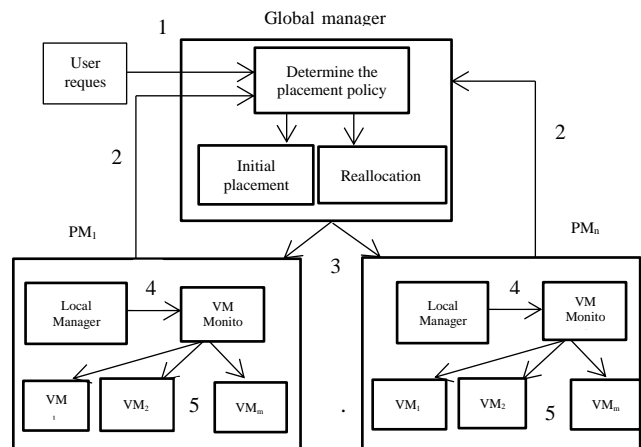 Global manager
1
User
reques
Determine the
placement policy
2
2
Initial
placement
Reallocation
PM1
PMn
3
Local
Manager
4
VM
Monito
Local
Manager
4
VM
Monito
VM
1
VM2
5
VMm
.
VM1
VM2
5
VMm